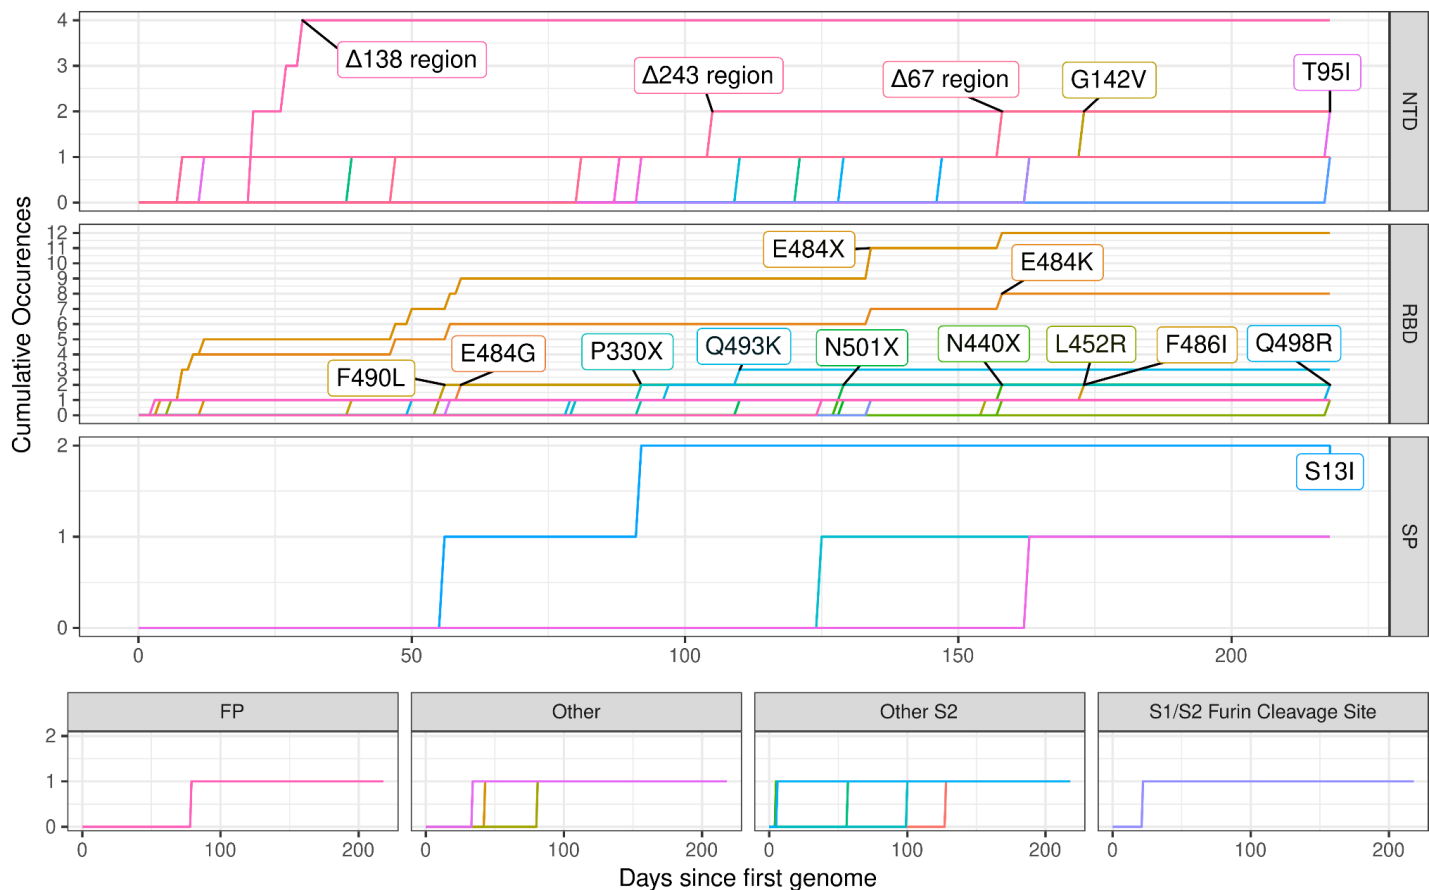 4
3
2
1
0
Δ138 region
Δ243 region
Δ67 region
G142V
T95I
NTD
Cumulative Occurences
12
11
10
9
8
7
6
5
4
3
2
1
0
E484X
E484K
F490L
E484G
P330X
Q493K
N501X
N440X
L452R
F486I
Q498R
RBD
2
1
0
S13I
SP
0 50 100 150 200
FP Other Other S2 S1/S2 Furin Cleavage Site
2
1
0
0 100 200 0 100 200 0 100 200 0 100 200
Days since first genome